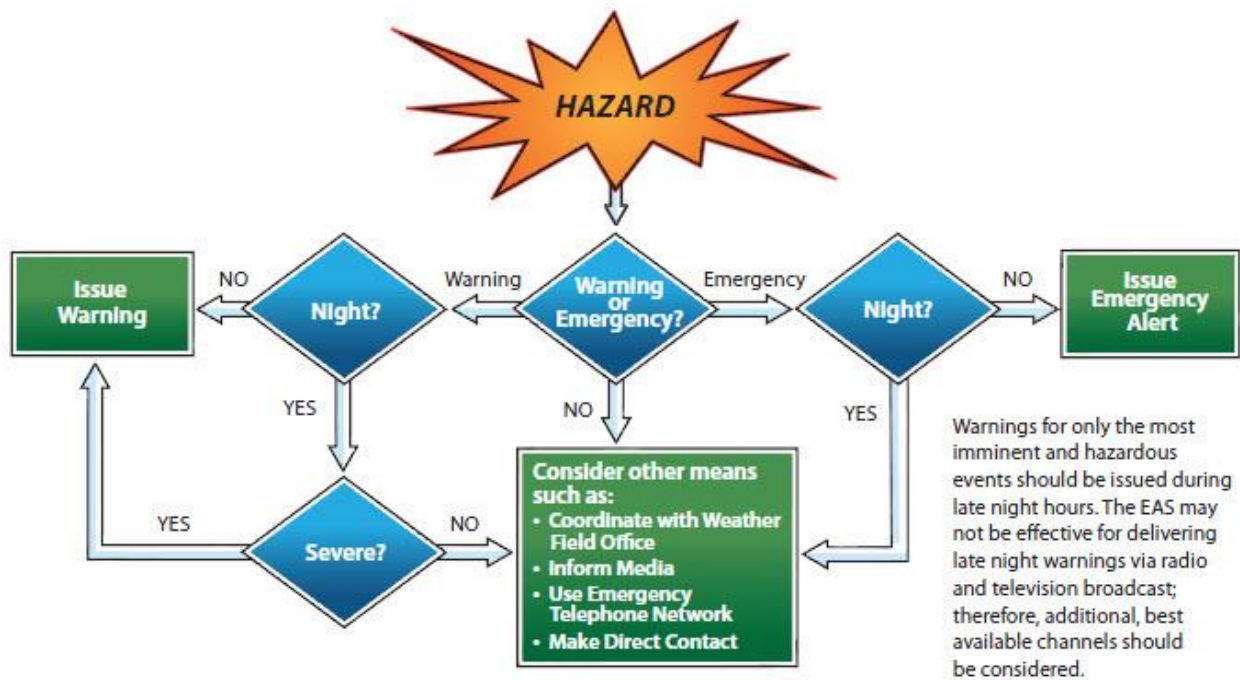 HAZARD
Issue
Warning
NO
Night?
Warning
Warning
or
Emergency?
Emergency
Night?
NO
Issue
Emergency
Alert
YES
NO
YES
YES
Severe?
NO
Consider other means
such as:
• Coordinate with Weather
Field Office
• Inform Media
• Use Emergency
Telephone Network
• Make Direct Contact
Warnings for only the most
imminent and hazardous
events should be issued during
late night hours. The EAS may
not be effective for delivering
late night warnings via radio
and television broadcast;
therefore, additional, best
available channels should
be considered.